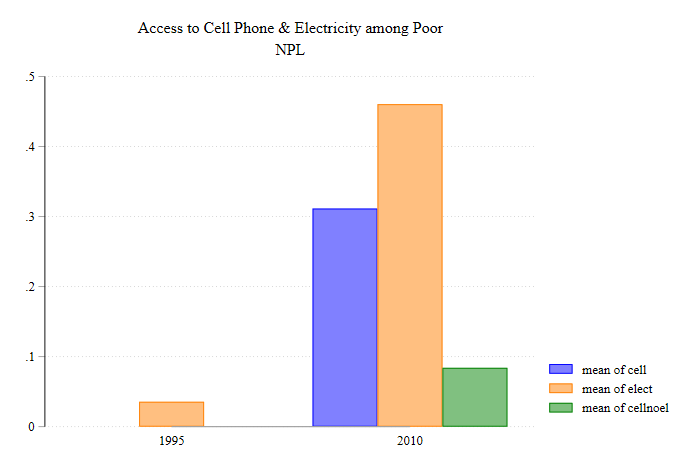 Access to Cell Phone & Electricity among Poor
NPL
.5
.4
.3
.2
.1
0
1995
2010
mean of cell
mean of elect
mean of cellnoel